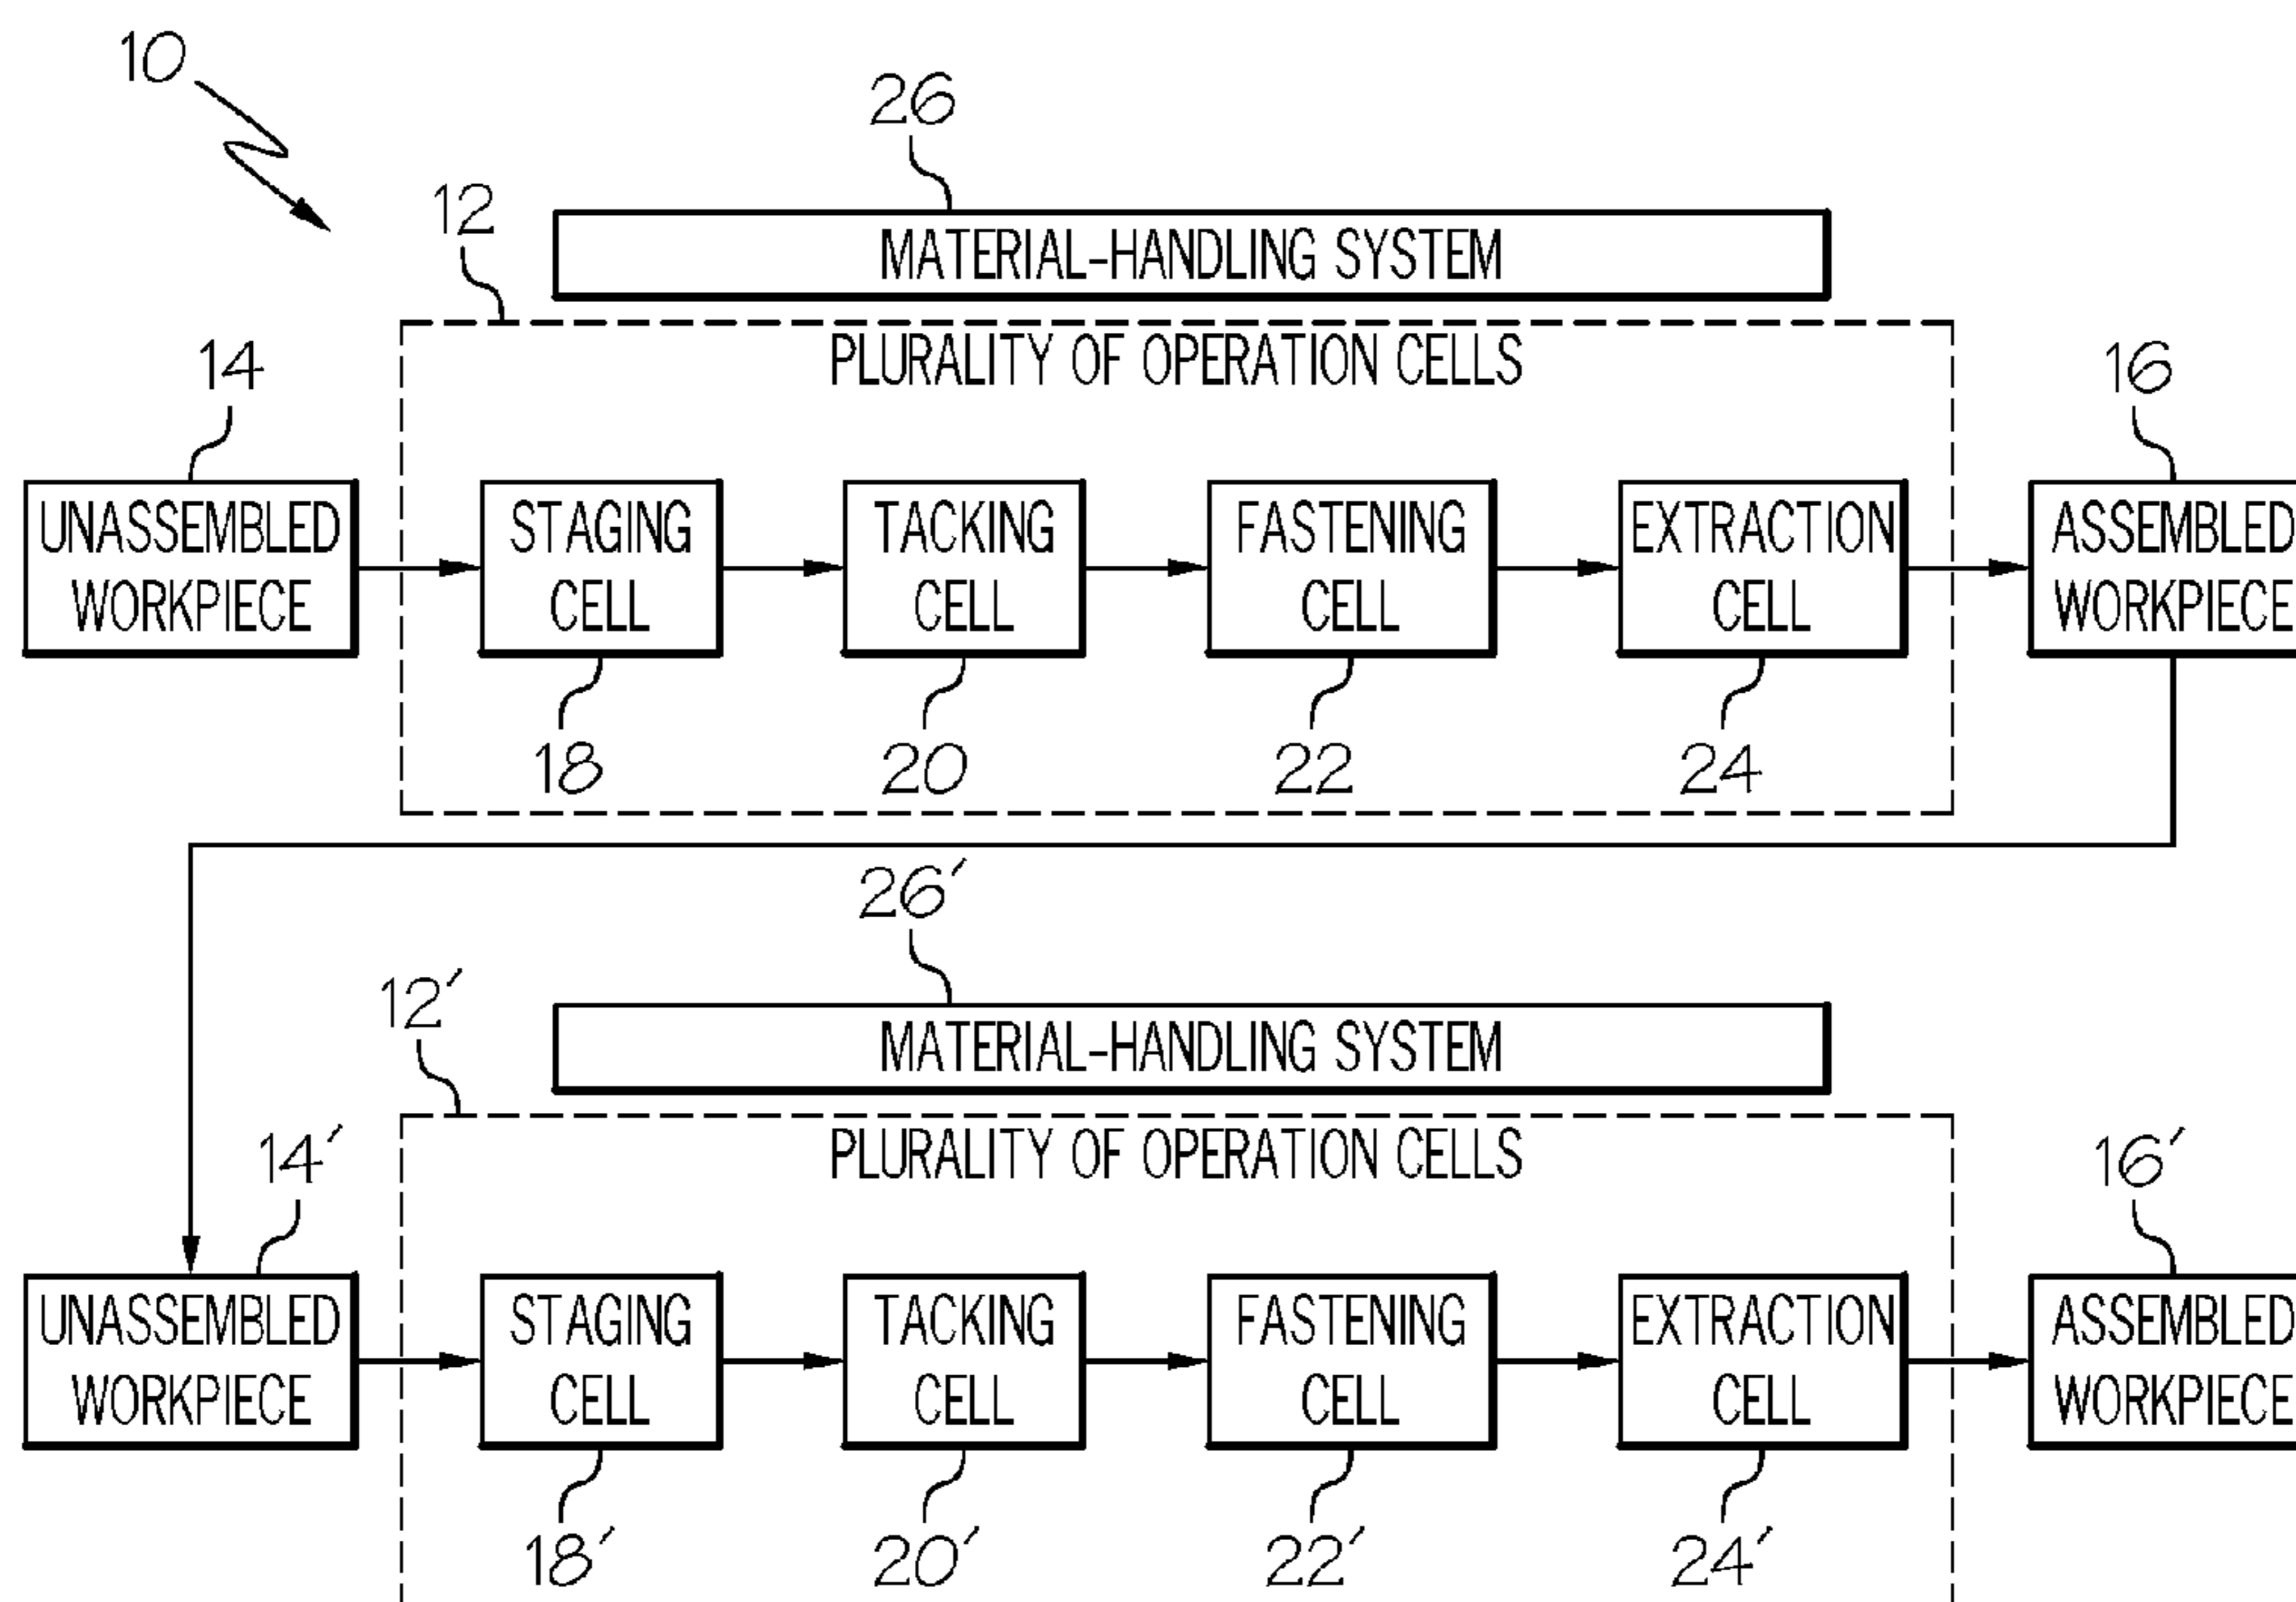 10
26
12
MATERIAL-HANDLING SYSTEM
PLURALITY OF OPERATION CELLS
14
16
UNASSEMBLED
WORKPIECE
STAGING
CELL
TACKING
CELL
FASTENING
CELL
EXTRACTION
CELL
ASSEMBLED
WORKPIECE
18
20
22
24
26'
12'
MATERIAL-HANDLING SYSTEM
PLURALITY OF OPERATION CELLS
14'
16'
UNASSEMBLED
WORKPIECE
STAGING
CELL
TACKING
CELL
FASTENING
CELL
EXTRACTION
CELL
ASSEMBLED
WORKPIECE
18'
20'
22'
24'